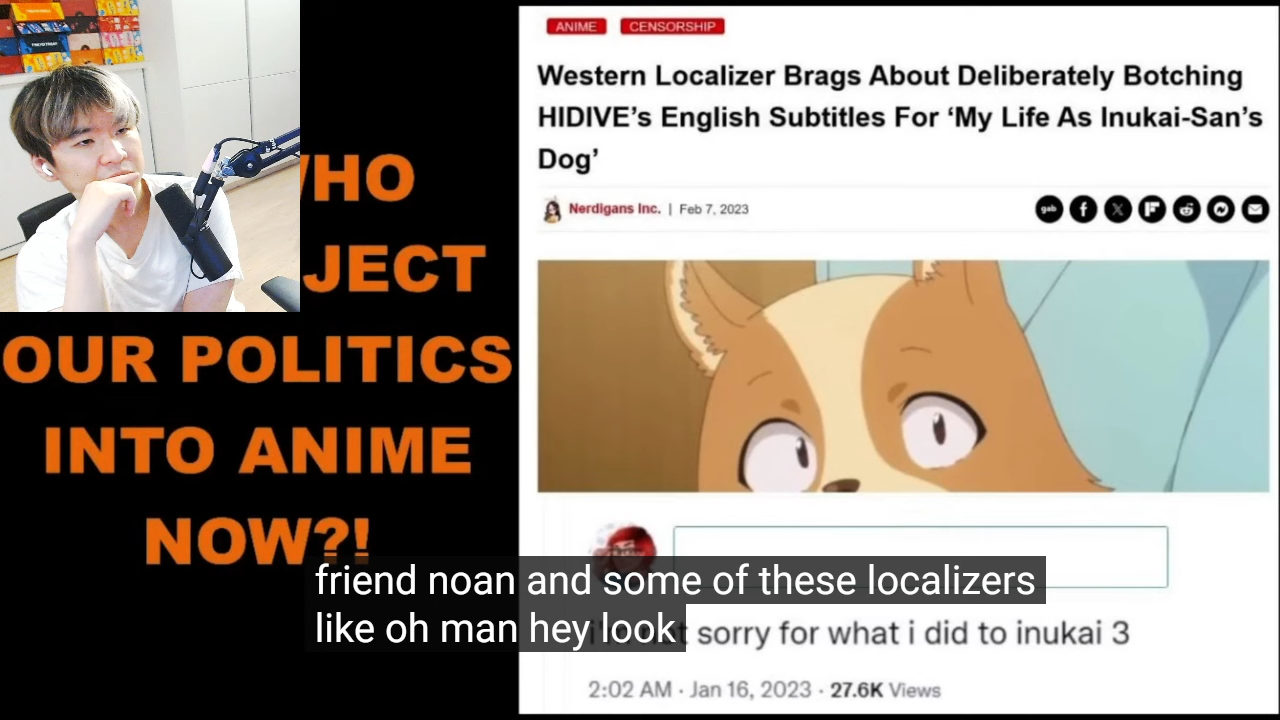 HO
JECT
OUR POLITICS
INTO ANIME
NOW?!
ANIME CENSORSHIP
Western Localizer Brags About Deliberately Botching
HIDIVE's English Subtitles For 'My Life As Inukai-San's
Dog'
Nerdigans Inc. | Feb 7, 2023
gab
friend noan and some of these localizers
like oh man hey look
sorry for what i did to inukai 3
2:02 AM · Jan 16, 2023 · 27.6K Views